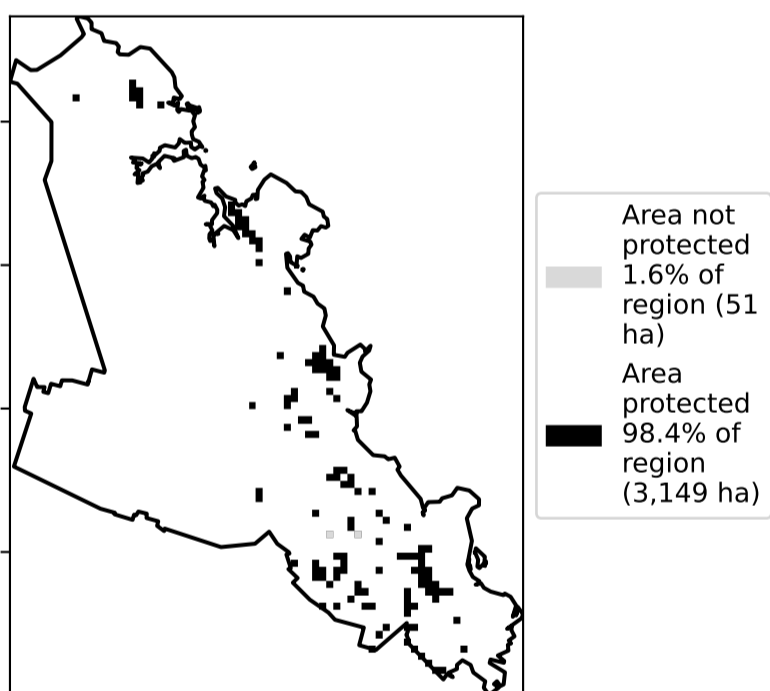 Area not
protected
1.6% of
region (51
ha)
Area
protected
98.4% of
region
(3,149 ha)